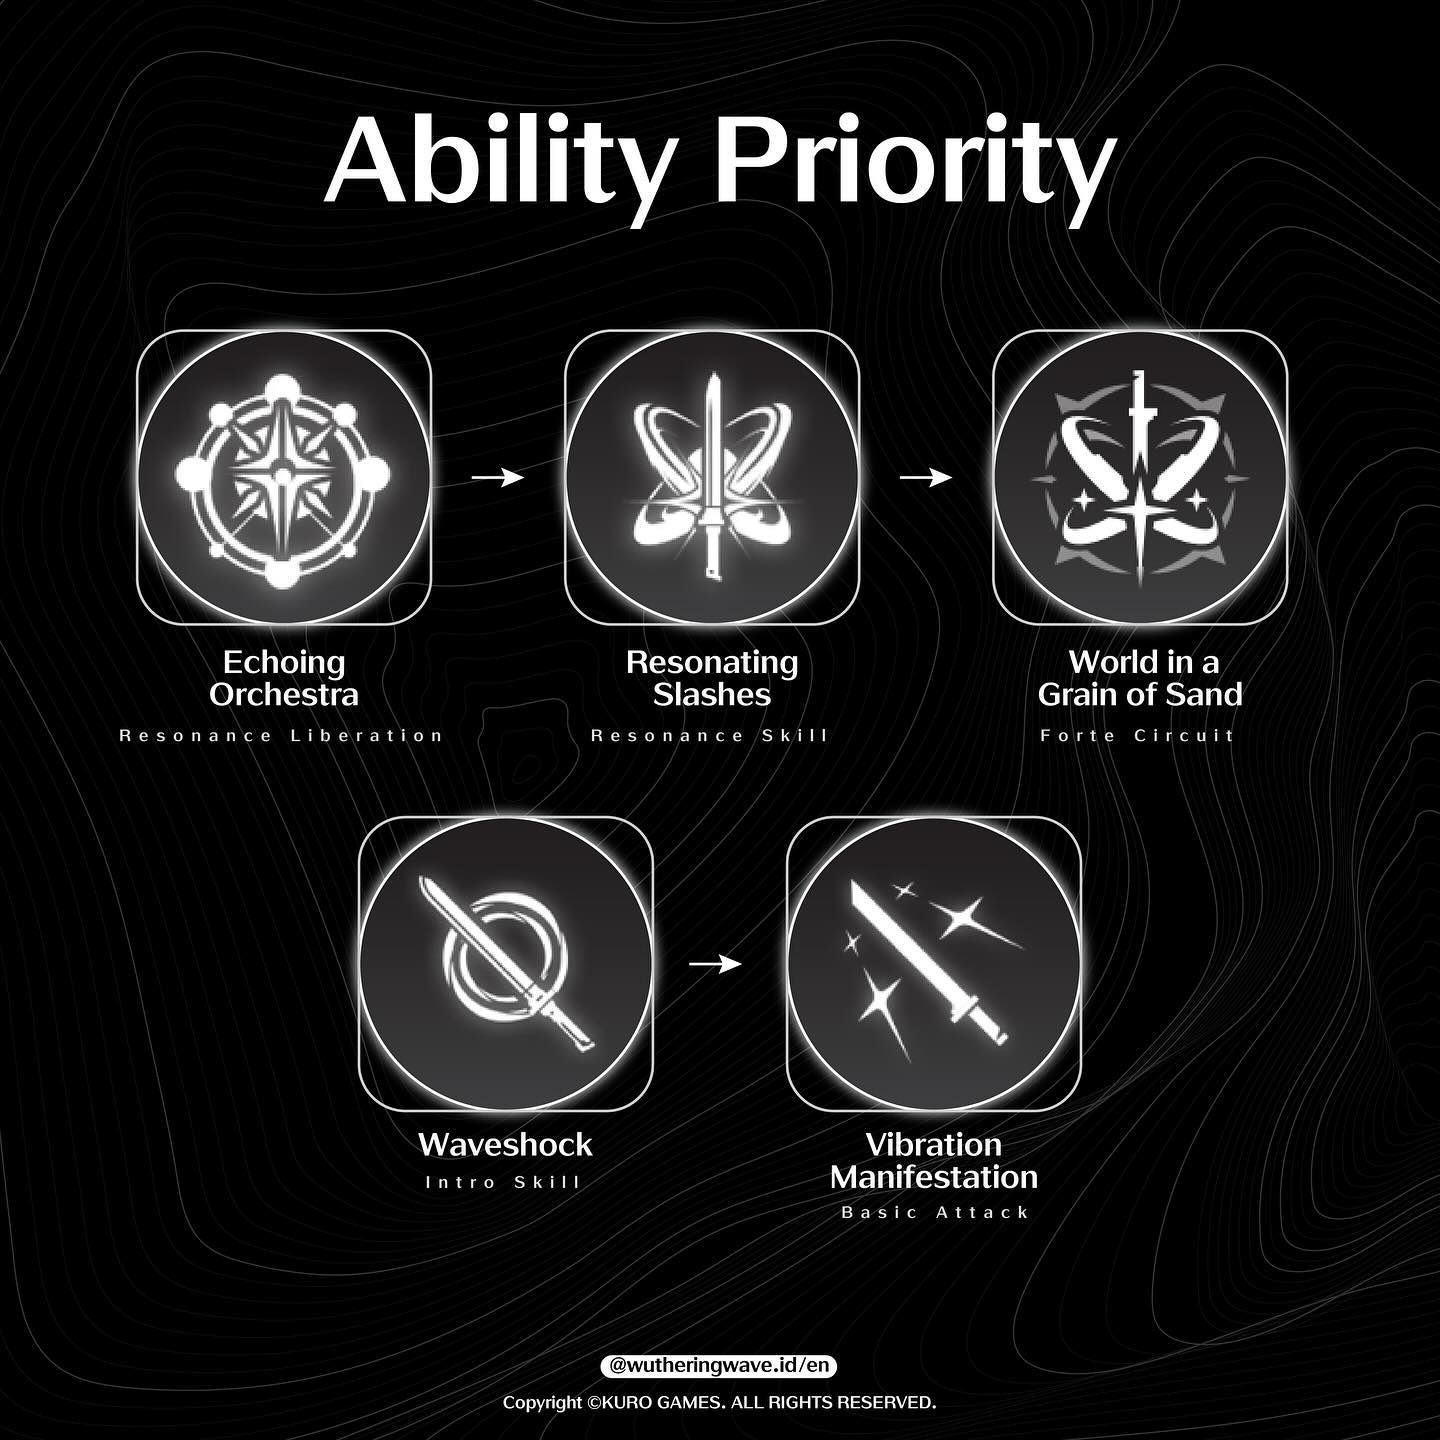 Ability Priority
Echoing
Orchestra
Resonance Liberation
Resonating
Slashes
Resonance Skill
World in a
Grain of Sand
Forte Circuit
Waveshock
Intro Skill
Vibration
Manifestation
Basic Attack
@wutheringwave.id/en
Copyright ©KURO GAMES. ALL RIGHTS RESERVED.